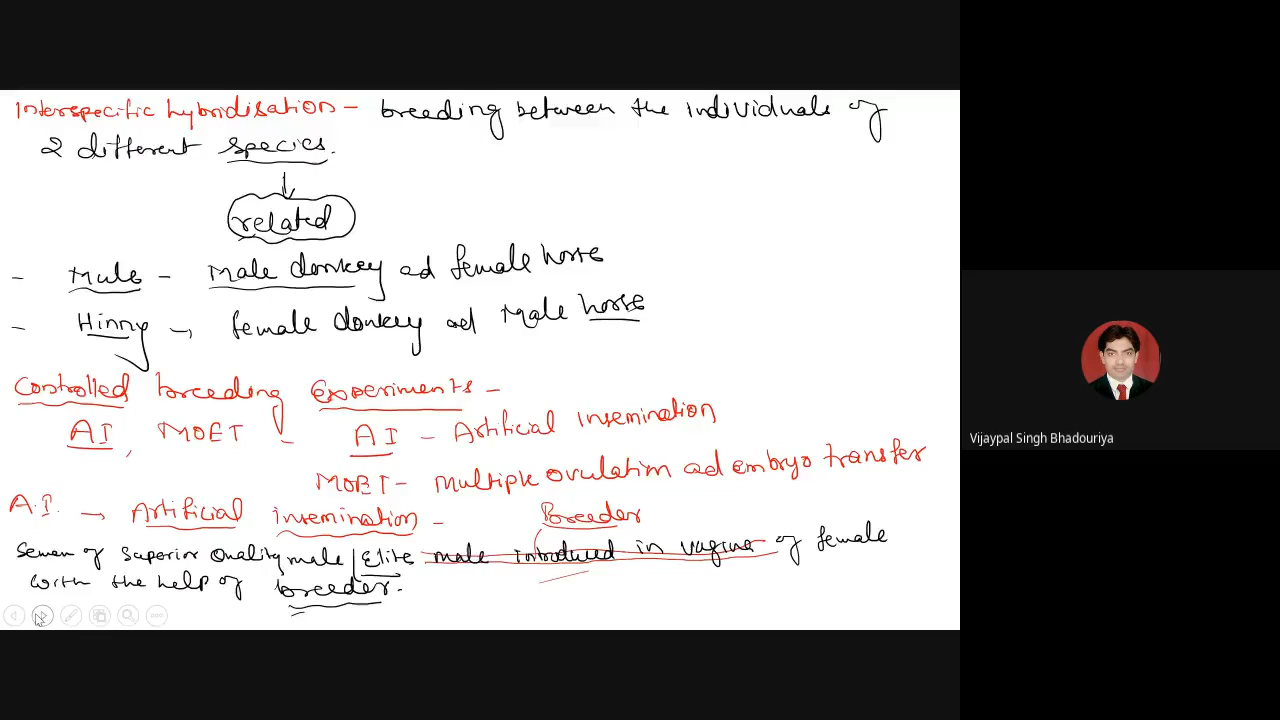 Interspecific hybridisation - breeding between the individuals of
2 different species.
related
- Mule - Male donkey ad female horse
- Hinny → female donkey ad Male horse
Controlled breeding Experiments -
AI, MOET - AI - Artificial insemination
MOET - Multiple ovulation ad embryo transfer
A.I. → Artificial insemination - Breeder
Semen of Superior Quality male / Elite male introduced in vagina of female
with the help of breeder.
Vijaypal Singh Bhadouriya